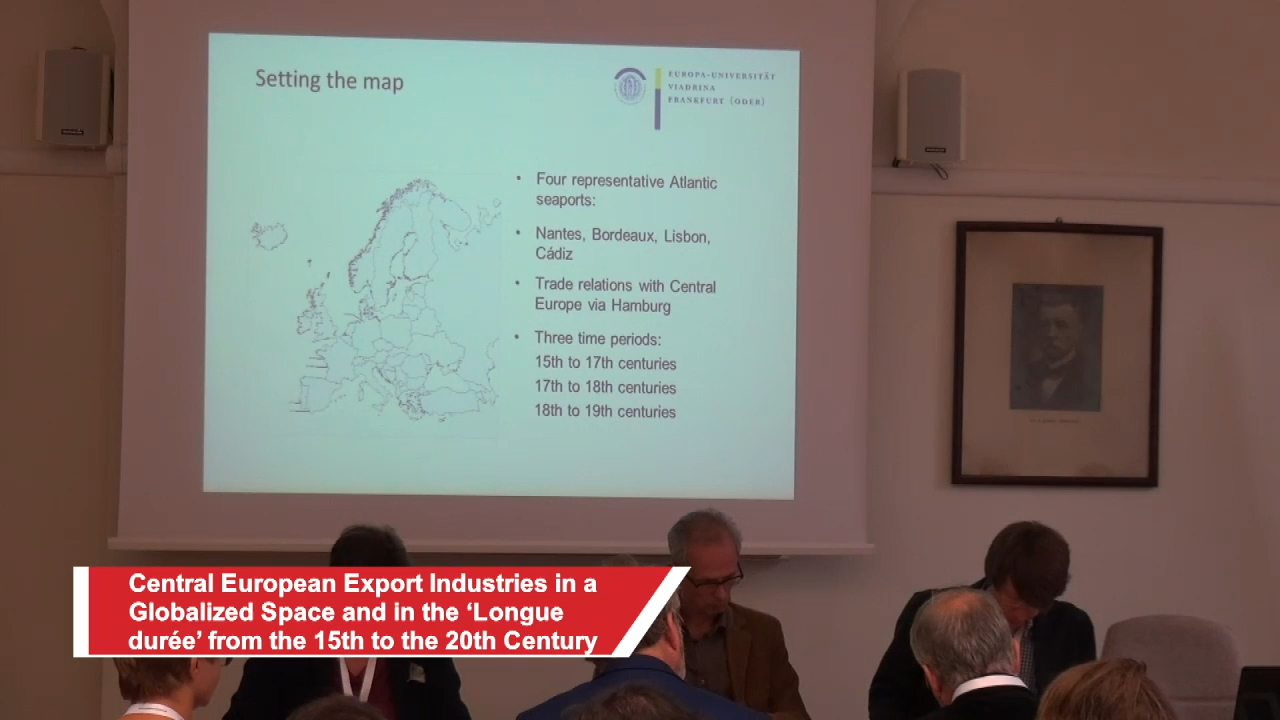 Setting the map
EUROPA-UNIVERSITÄT
VIADRINA
FRANKFURT (ODER)
• Four representative Atlantic
seaports:
• Nantes, Bordeaux, Lisbon,
Cádiz
• Trade relations with Central
Europe via Hamburg
• Three time periods:
15th to 17th centuries
17th to 18th centuries
18th to 19th centuries
Central European Export Industries in a
Globalized Space and in the ‘Longue
durée’ from the 15th to the 20th Century